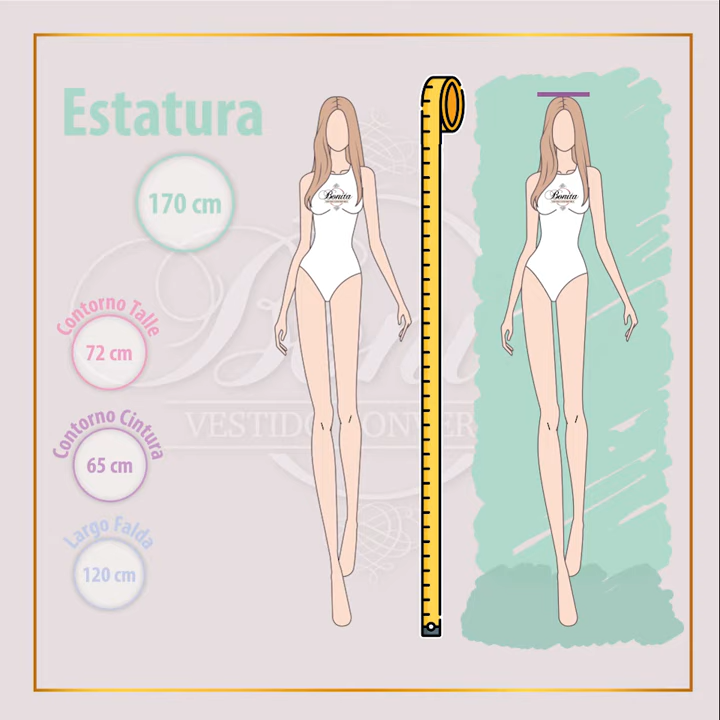 Estatura
170 cm
Contorno Talle
72 cm
Contorno Cintura
65 cm
Largo Falda
120 cm
Bonita
Bonita